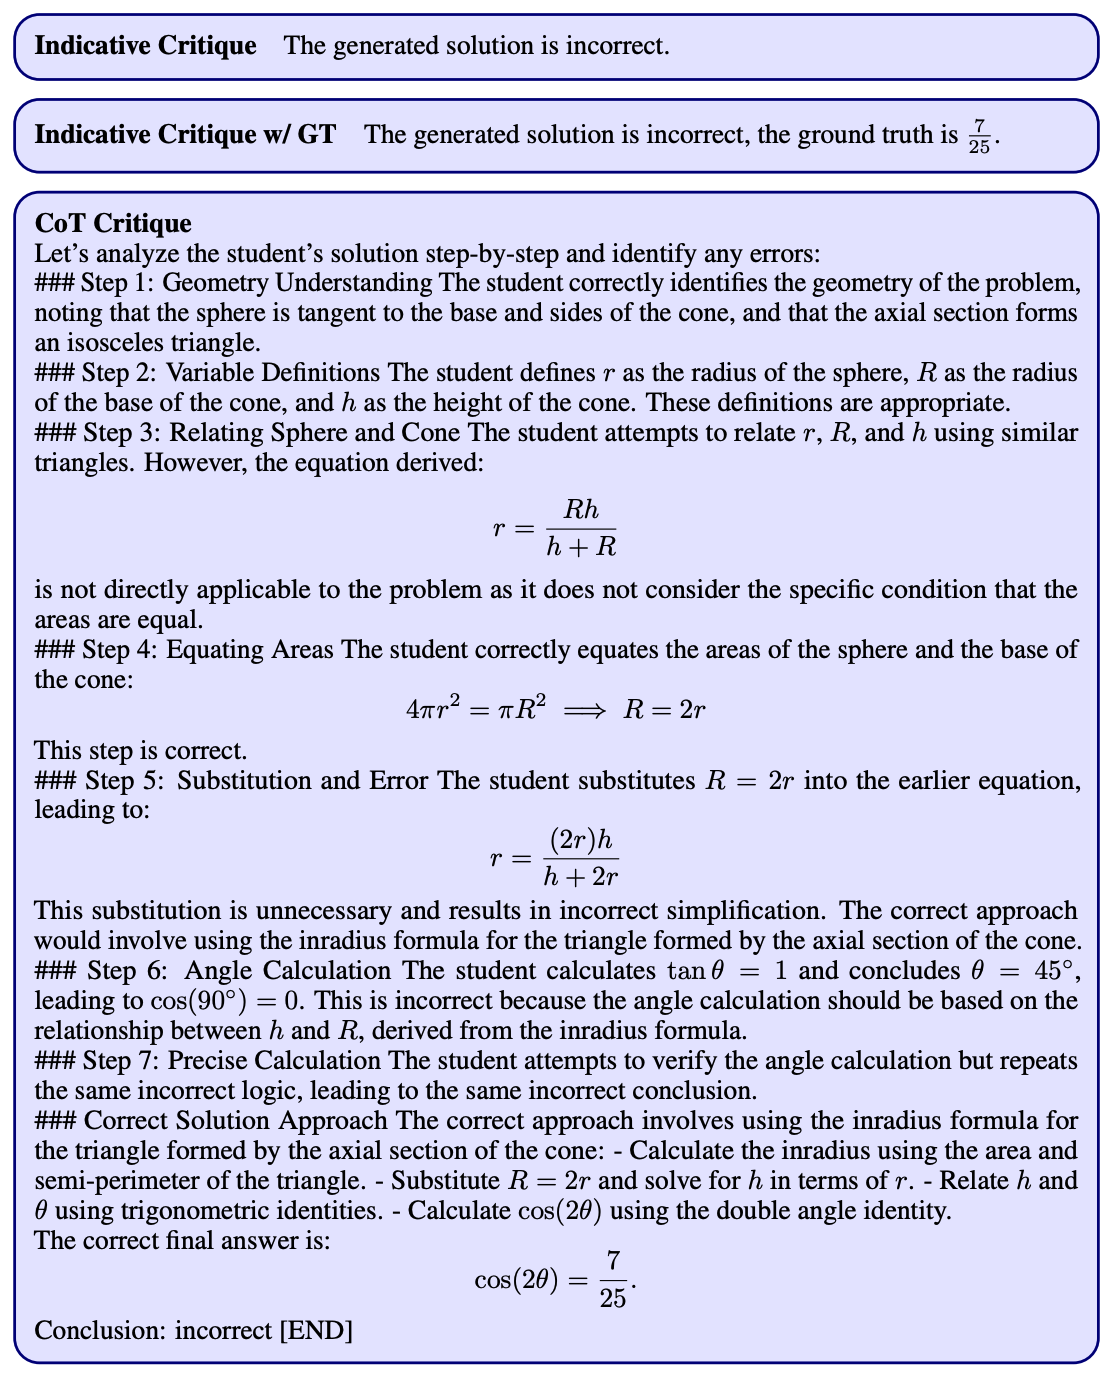 Indicative Critique The generated solution is incorrect.
Indicative Critique w/ GT The generated solution is incorrect, the ground truth is $\frac{7}{25}$.
CoT Critique
Let's analyze the student's solution step-by-step and identify any errors:
### Step 1: Geometry Understanding The student correctly identifies the geometry of the problem,
noting that the sphere is tangent to the base and sides of the cone, and that the axial section forms
an isosceles triangle.
### Step 2: Variable Definitions The student defines $r$ as the radius of the sphere, $R$ as the radius
of the base of the cone, and $h$ as the height of the cone. These definitions are appropriate.
### Step 3: Relating Sphere and Cone The student attempts to relate $r$, $R$, and $h$ using similar
triangles. However, the equation derived:
$r = \frac{Rh}{h + R}$
is not directly applicable to the problem as it does not consider the specific condition that the
areas are equal.
### Step 4: Equating Areas The student correctly equates the areas of the sphere and the base of
the cone:
$4\pi r^2 = \pi R^2 \implies R = 2r$
This step is correct.
### Step 5: Substitution and Error The student substitutes $R = 2r$ into the earlier equation,
leading to:
$r = \frac{(2r)h}{h + 2r}$
This substitution is unnecessary and results in incorrect simplification. The correct approach
would involve using the inradius formula for the triangle formed by the axial section of the cone.
### Step 6: Angle Calculation The student calculates $\tan \theta = 1$ and concludes $\theta = 45^\circ$,
leading to $\cos(90^\circ) = 0$. This is incorrect because the angle calculation should be based on the
relationship between $h$ and $R$, derived from the inradius formula.
### Step 7: Precise Calculation The student attempts to verify the angle calculation but repeats
the same incorrect logic, leading to the same incorrect conclusion.
### Correct Solution Approach The correct approach involves using the inradius formula for
the triangle formed by the axial section of the cone: - Calculate the inradius using the area and
semi-perimeter of the triangle. - Substitute $R = 2r$ and solve for $h$ in terms of $r$. - Relate $h$ and
$\theta$ using trigonometric identities. - Calculate $\cos(2\theta)$ using the double angle identity.
The correct final answer is:
$\cos(2\theta) = \frac{7}{25}.$
Conclusion: incorrect [END]